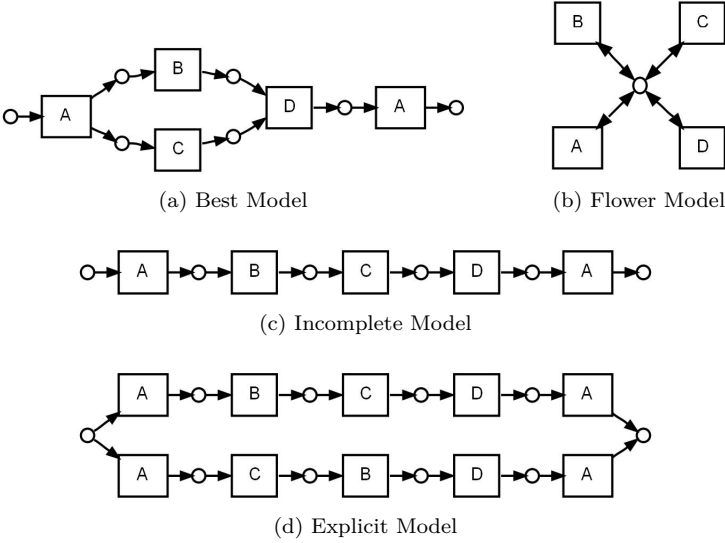 B
A
D
A
C
(a) Best Model
B
C
A
D
(b) Flower Model
A
B
C
D
A
(c) Incomplete Model
A
B
C
D
A
A
C
B
D
A
(d) Explicit Model